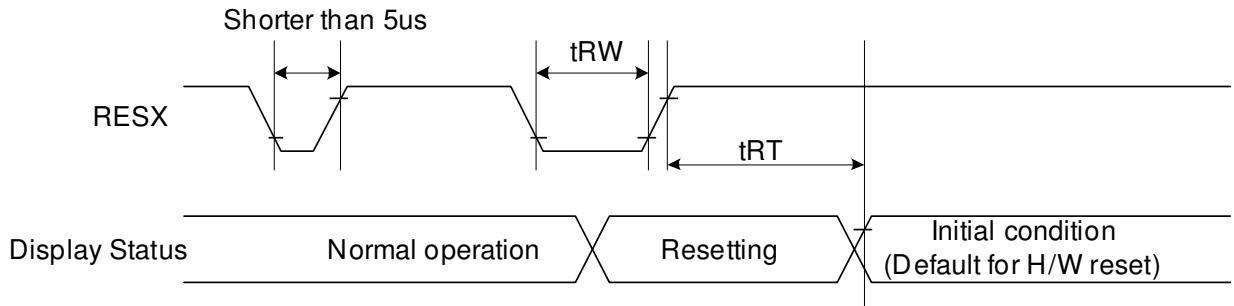 Shorter than 5us
tRW
RESX
tRT
Display Status
Normal operation
Resetting
Initial condition
(Default for H/W reset)